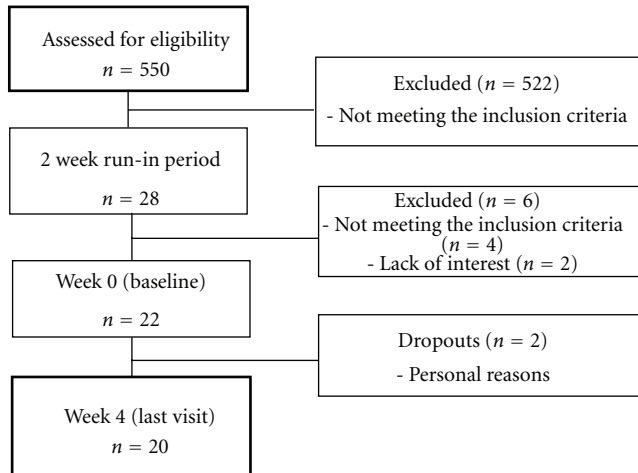 Assessed for eligibility
n = 550
Excluded (n = 522)
- Not meeting the inclusion criteria
2 week run-in period
n = 28
Excluded (n = 6)
- Not meeting the inclusion criteria
(n = 4)
- Lack of interest (n = 2)
Week 0 (baseline)
n = 22
Dropouts (n = 2)
- Personal reasons
Week 4 (last visit)
n = 20